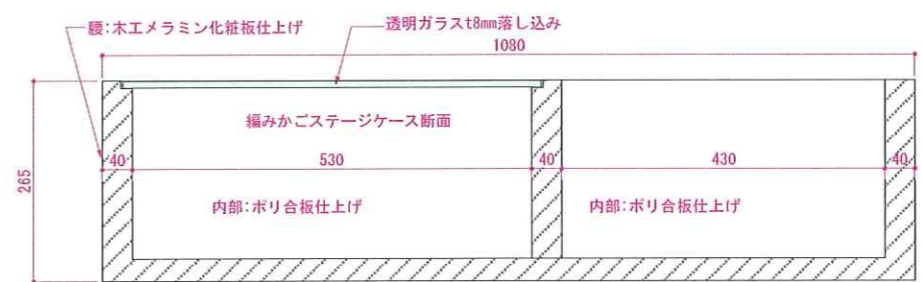 腰:木工メラミン化粧板仕上げ
透明ガラスt8mm落し込み
1080
編みかごステージケース断面
265
40
530
40
430
40
内部:ポリ合板仕上げ
内部:ポリ合板仕上げ